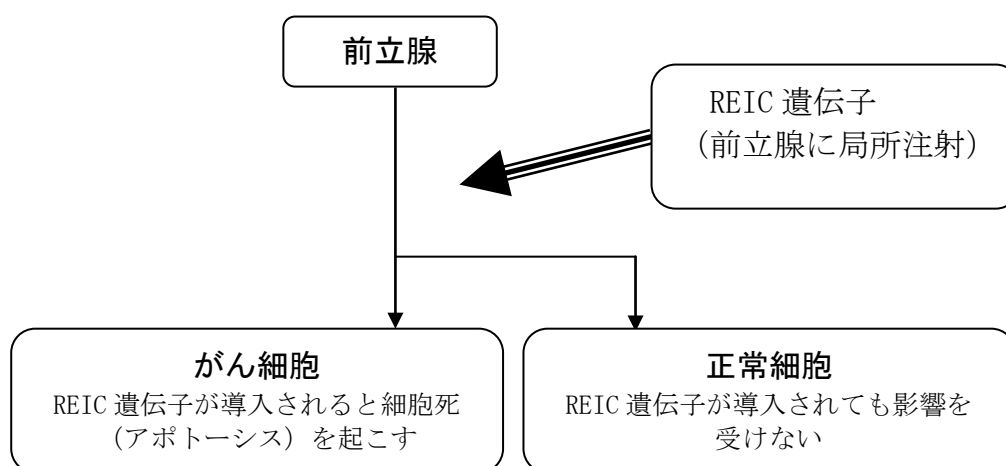 前立腺
REIC 遺伝子
（前立腺に局所注射）
がん細胞
REIC 遺伝子が導入されると細胞死
（アポトーシス）を起こす
正常細胞
REIC 遺伝子が導入されても影響を
受けない